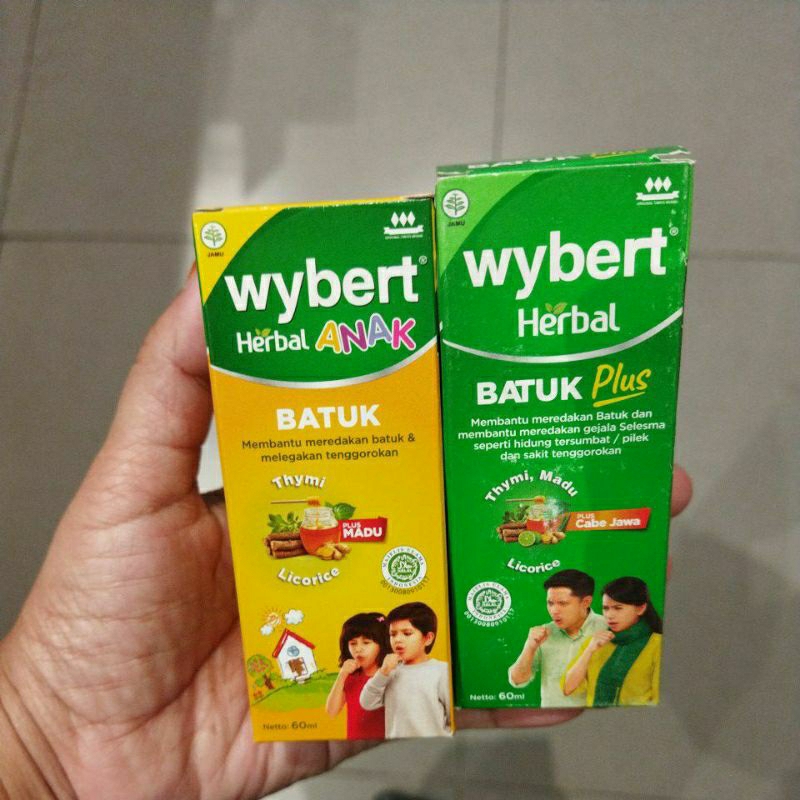 JAMU
wybert®
Herbal ANAK
BATUK
Membantu meredakan batuk &
melegakan tenggorokan
Thymi
PLUS
MADU
Licorice
Netto: 60ml
BATUK Plus
JAMU
wybert®
Herbal
BATUK Plus
Membantu meredakan Batuk dan
membantu meredakan gejala Selesma
seperti hidung tersumbat / pilek
dan sakit tenggorokan
Thymi, Madu
PLUS
Cabe Jawa
Licorice
Netto: 60ml